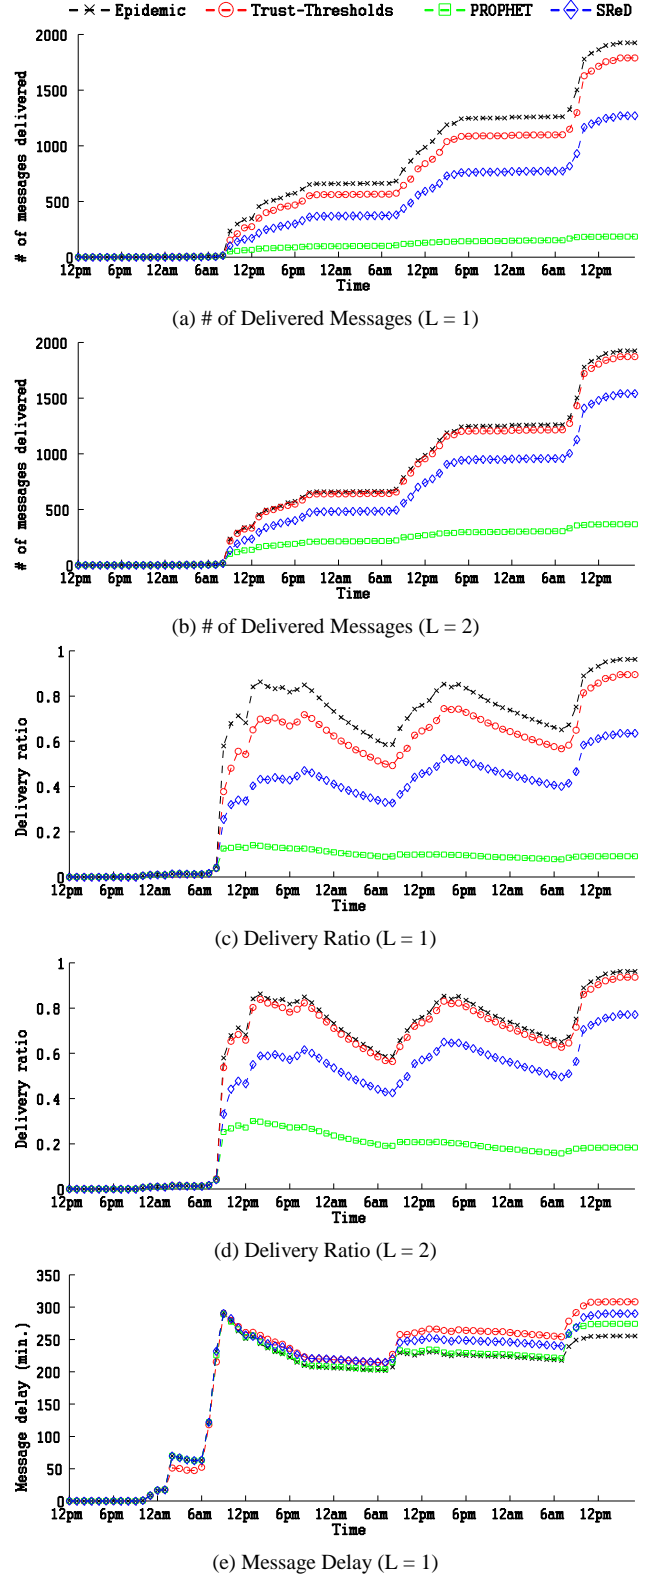 Epidemic Trust-Thresholds PROPHET SReD
2000
1500
1000
500
0
12pm 6pm 12am 6am 12pm 6pm 12am 6am 12pm 6pm 12am 6am 12pm
# of messages delivered
Time
(a) # of Delivered Messages (L = 1)
2000
1500
1000
500
0
12pm 6pm 12am 6am 12pm 6pm 12am 6am 12pm 6pm 12am 6am 12pm
# of messages delivered
Time
(b) # of Delivered Messages (L = 2)
1
0.8
0.6
0.4
0.2
0
12pm 6pm 12am 6am 12pm 6pm 12am 6am 12pm 6pm 12am 6am 12pm
Delivery ratio
Time
(c) Delivery Ratio (L = 1)
1
0.8
0.6
0.4
0.2
0
12pm 6pm 12am 6am 12pm 6pm 12am 6am 12pm 6pm 12am 6am 12pm
Delivery ratio
Time
(d) Delivery Ratio (L = 2)
350
300
250
200
150
100
50
0
12pm 6pm 12am 6am 12pm 6pm 12am 6am 12pm 6pm 12am 6am 12pm
Message delay (min.)
Time
(e) Message Delay (L = 1)